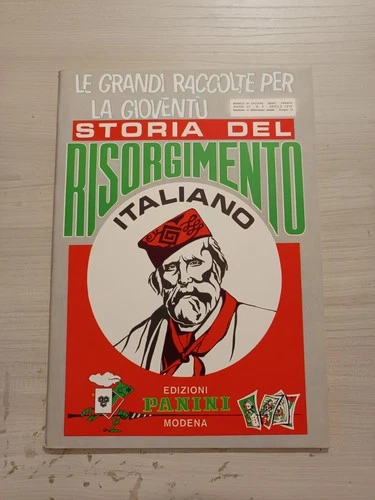 LE GRANDI RACCOLTE PER
LA GIOVENTÙ
STORIA DEL
RISORGIMENTO
ITALIANO
EDIZIONI
PANINI
MODENA